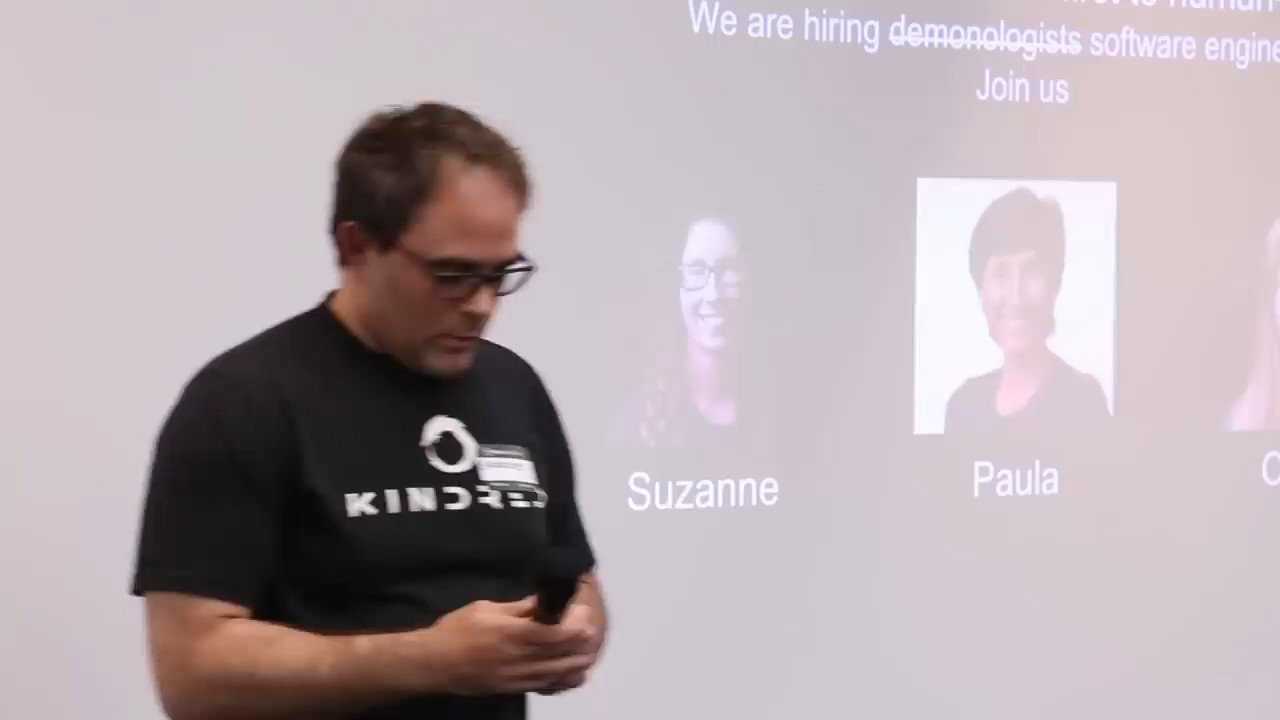 We are hiring demonologists software engine
Join us
Suzanne
Paula
KINDRED